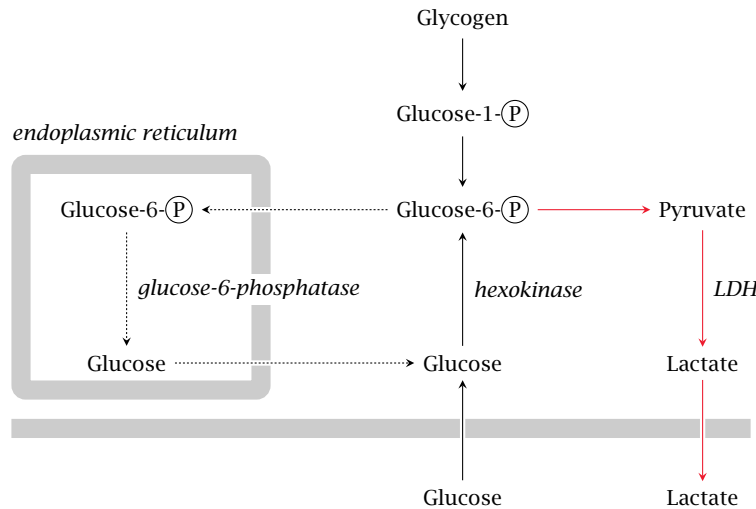 Glycogen
Glucose-1-P
endoplasmic reticulum
Glucose-6-P
Glucose-6-P
Pyruvate
glucose-6-phosphatase
hexokinase
LDH
Glucose
Glucose
Lactate
Glucose
Lactate